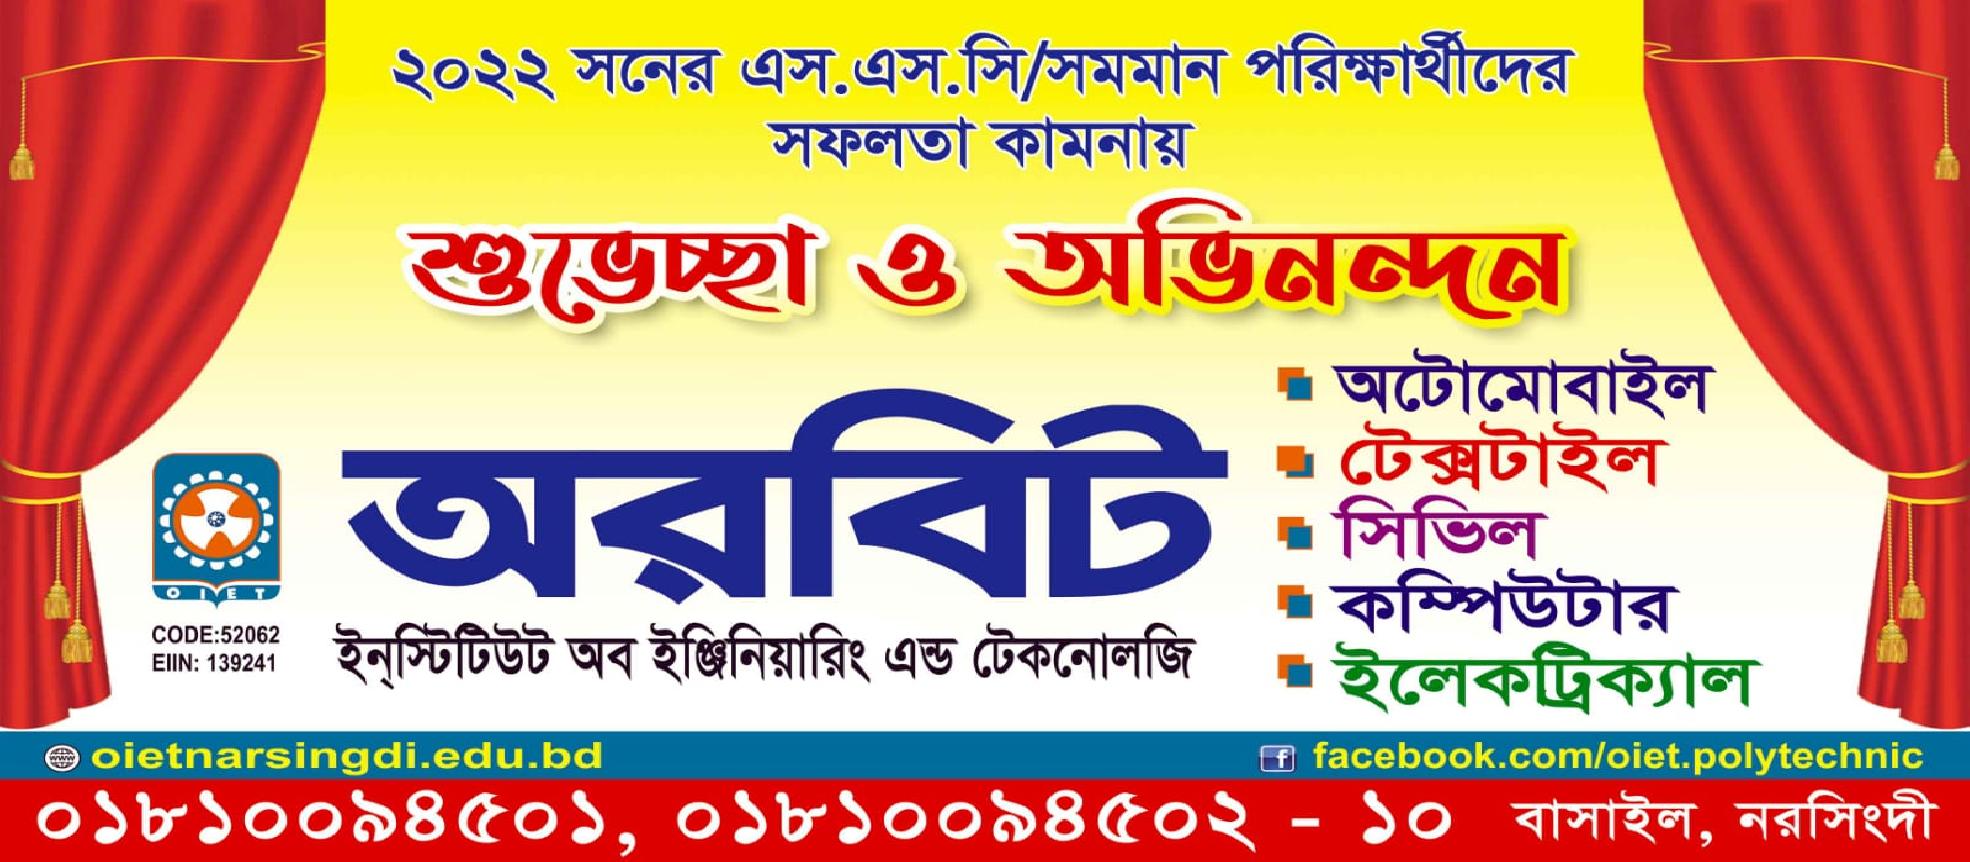 ২০২২ সনের এস.এস.সি/সমমান পরিক্ষার্থীদের
সফলতা কামনায়
শুভেচ্ছা ও অভিনন্দন
অরবিট
ইন্‌স্টিটিউট অব ইঞ্জিনিয়ারিং এন্ড টেকনোলজি
OIET
CODE:52062
EIIN: 139241
অটোমোবাইল
টেক্সটাইল
সিভিল
কম্পিউটার
ইলেকট্রিক্যাল
oietnarsingdi.edu.bd
facebook.com/oiet.polytechnic
০১৮১০০৯৪৫০১, ০১৮১০০৯৪৫০২ - ১০ বাসাইল, নরসিংদী